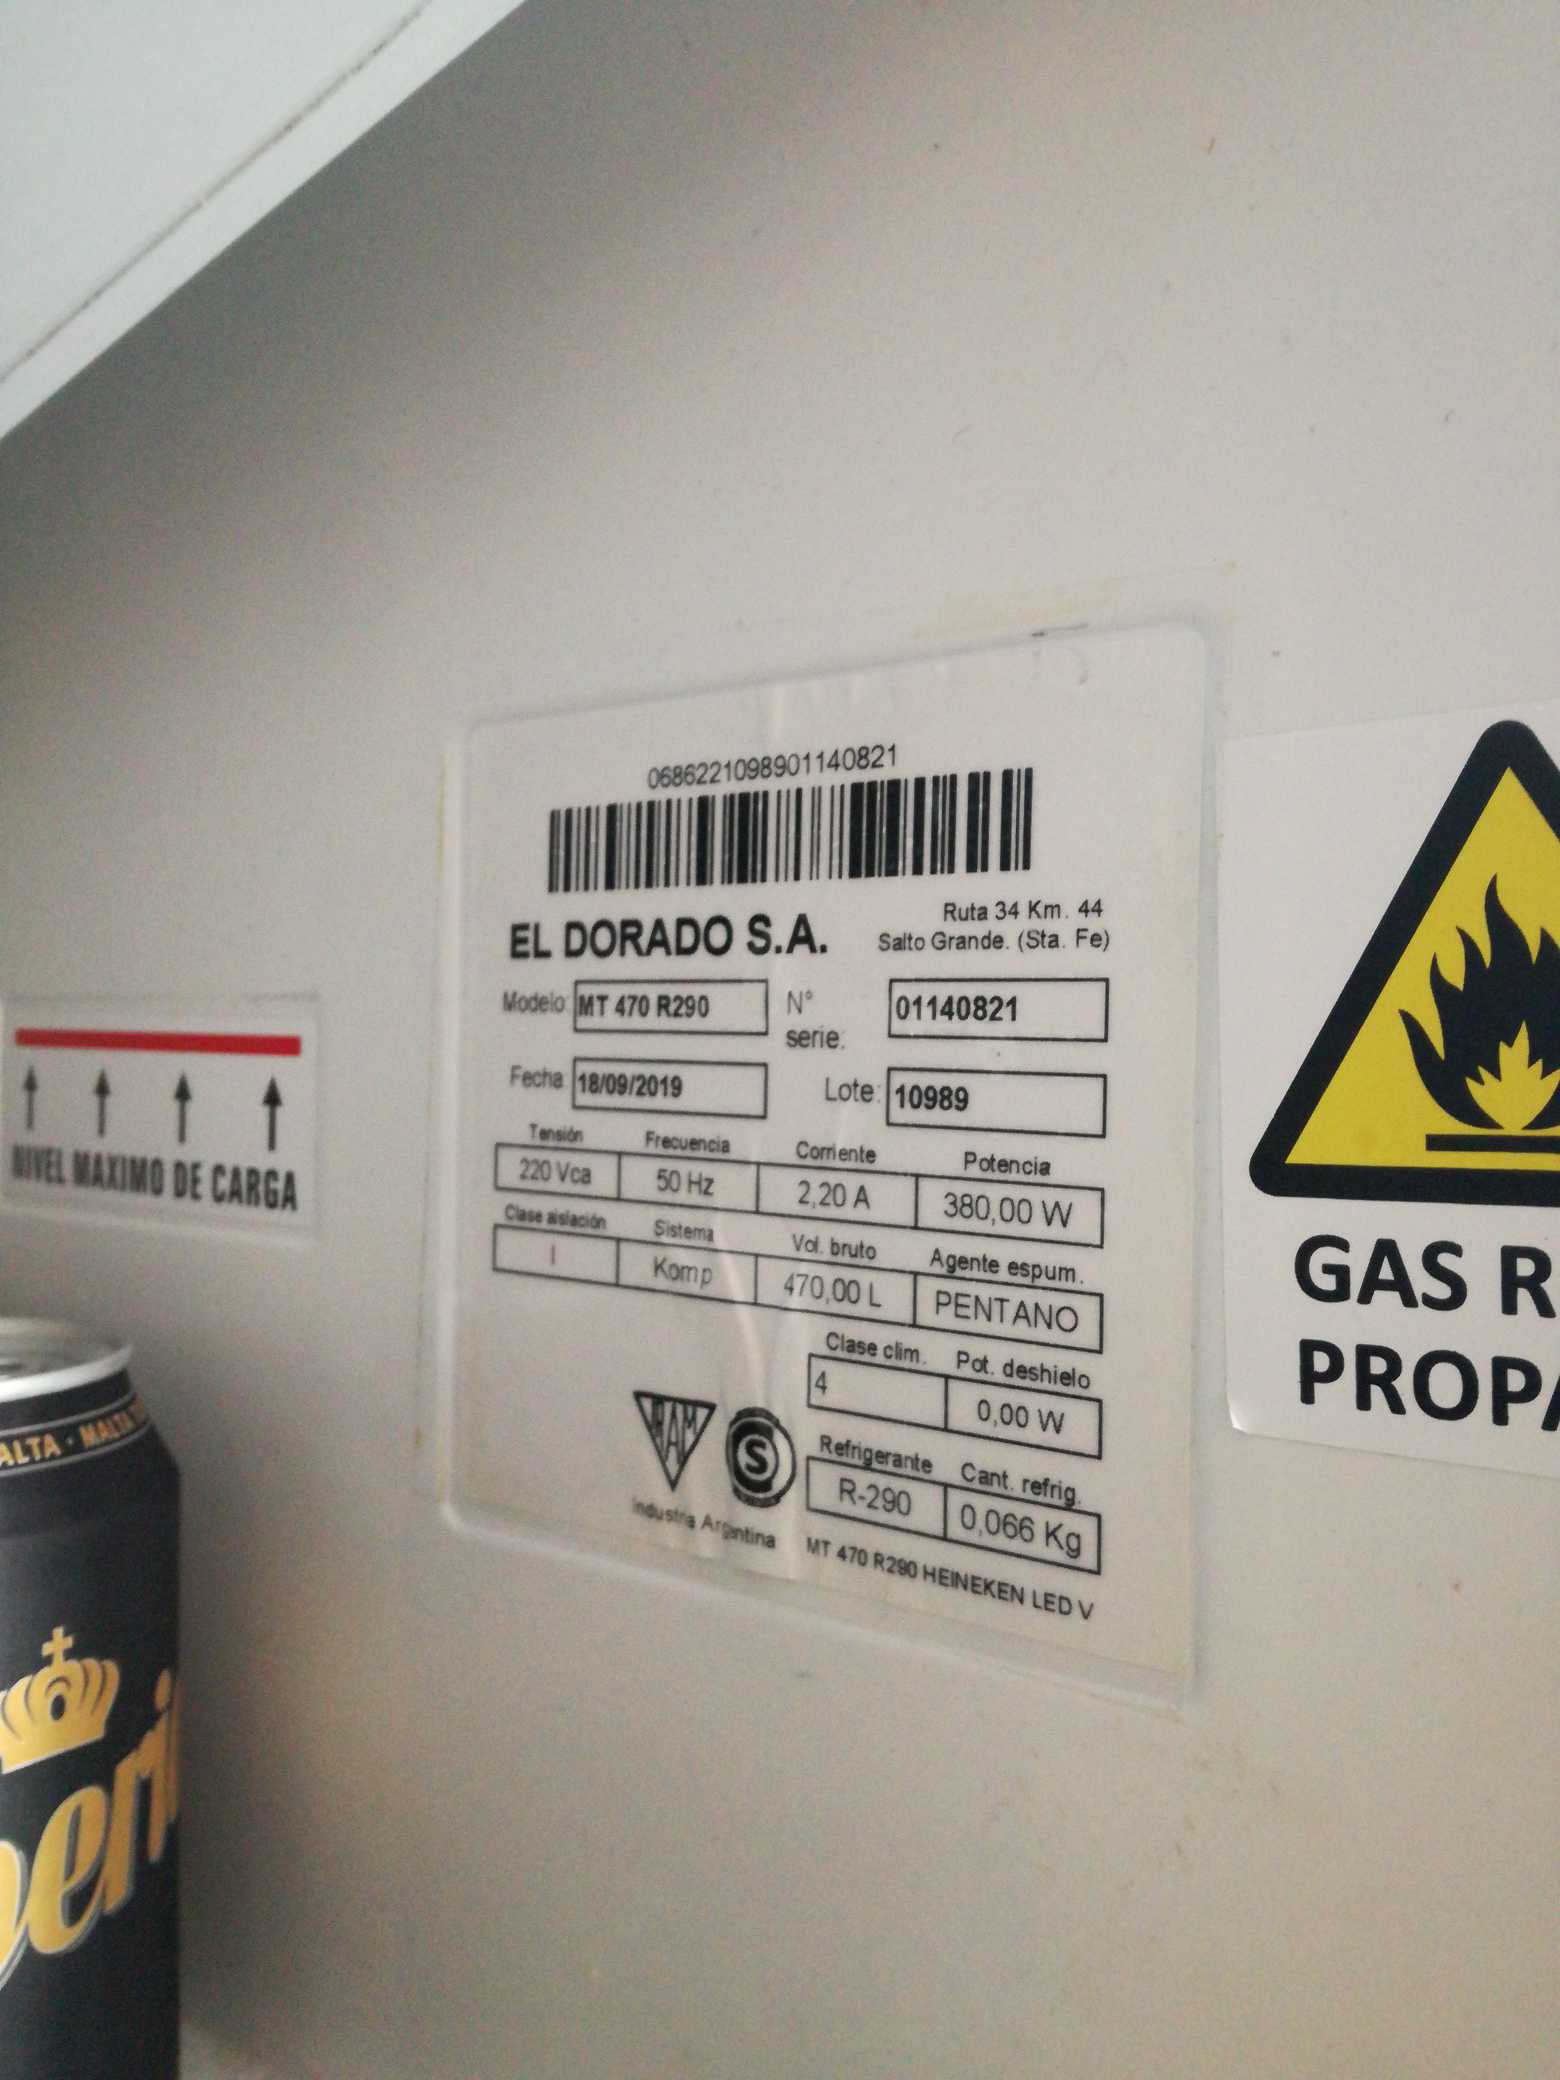 0686221098901140821
EL DORADO S.A.
Ruta 34 Km. 44
Salto Grande. (Sta. Fe)
Modelo: MT 470 R290
N° serie: 01140821
Fecha: 18/09/2019
Lote: 10989
Tensión Frecuencia Corriente Potencia
220 Vca 50 Hz 2,20 A 380,00 W
Clase aislación Sistema Vol. bruto Agente espum.
I Komp 470,00 L PENTANO
Clase clim. Pot. deshielo
4 0,00 W
Refrigerante Cant. refrig.
R-290 0,066 Kg
IRAM S
Industria Argentina
MT 470 R290 HEINEKEN LED V
NIVEL MAXIMO DE CARGA
GAS R
PROPA
ALTA · MALTA